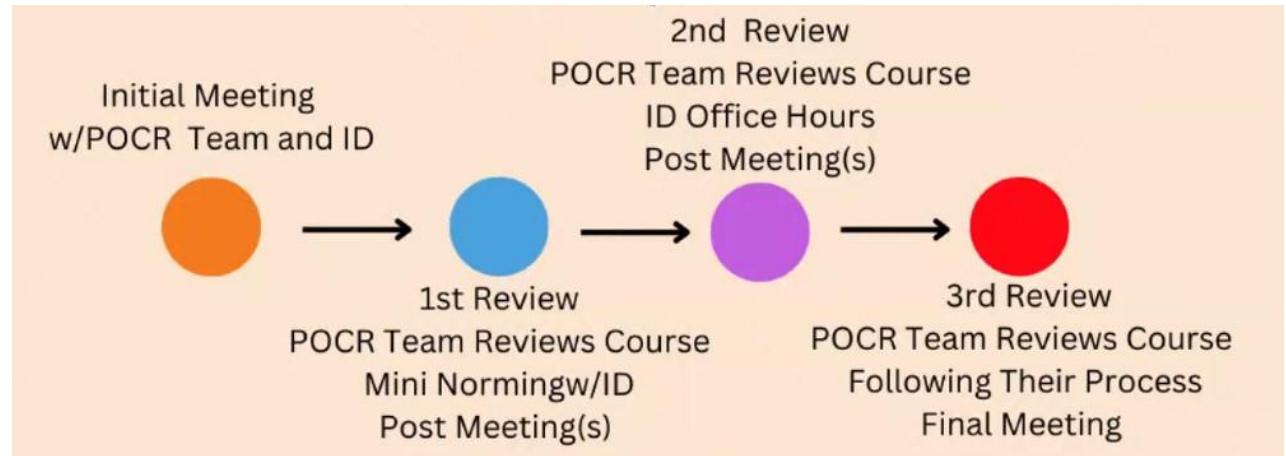 Initial Meeting
w/POCR Team and ID
1st Review
POCR Team Reviews Course
Mini Normingw/ID
Post Meeting(s)
2nd Review
POCR Team Reviews Course
ID Office Hours
Post Meeting(s)
3rd Review
POCR Team Reviews Course
Following Their Process
Final Meeting